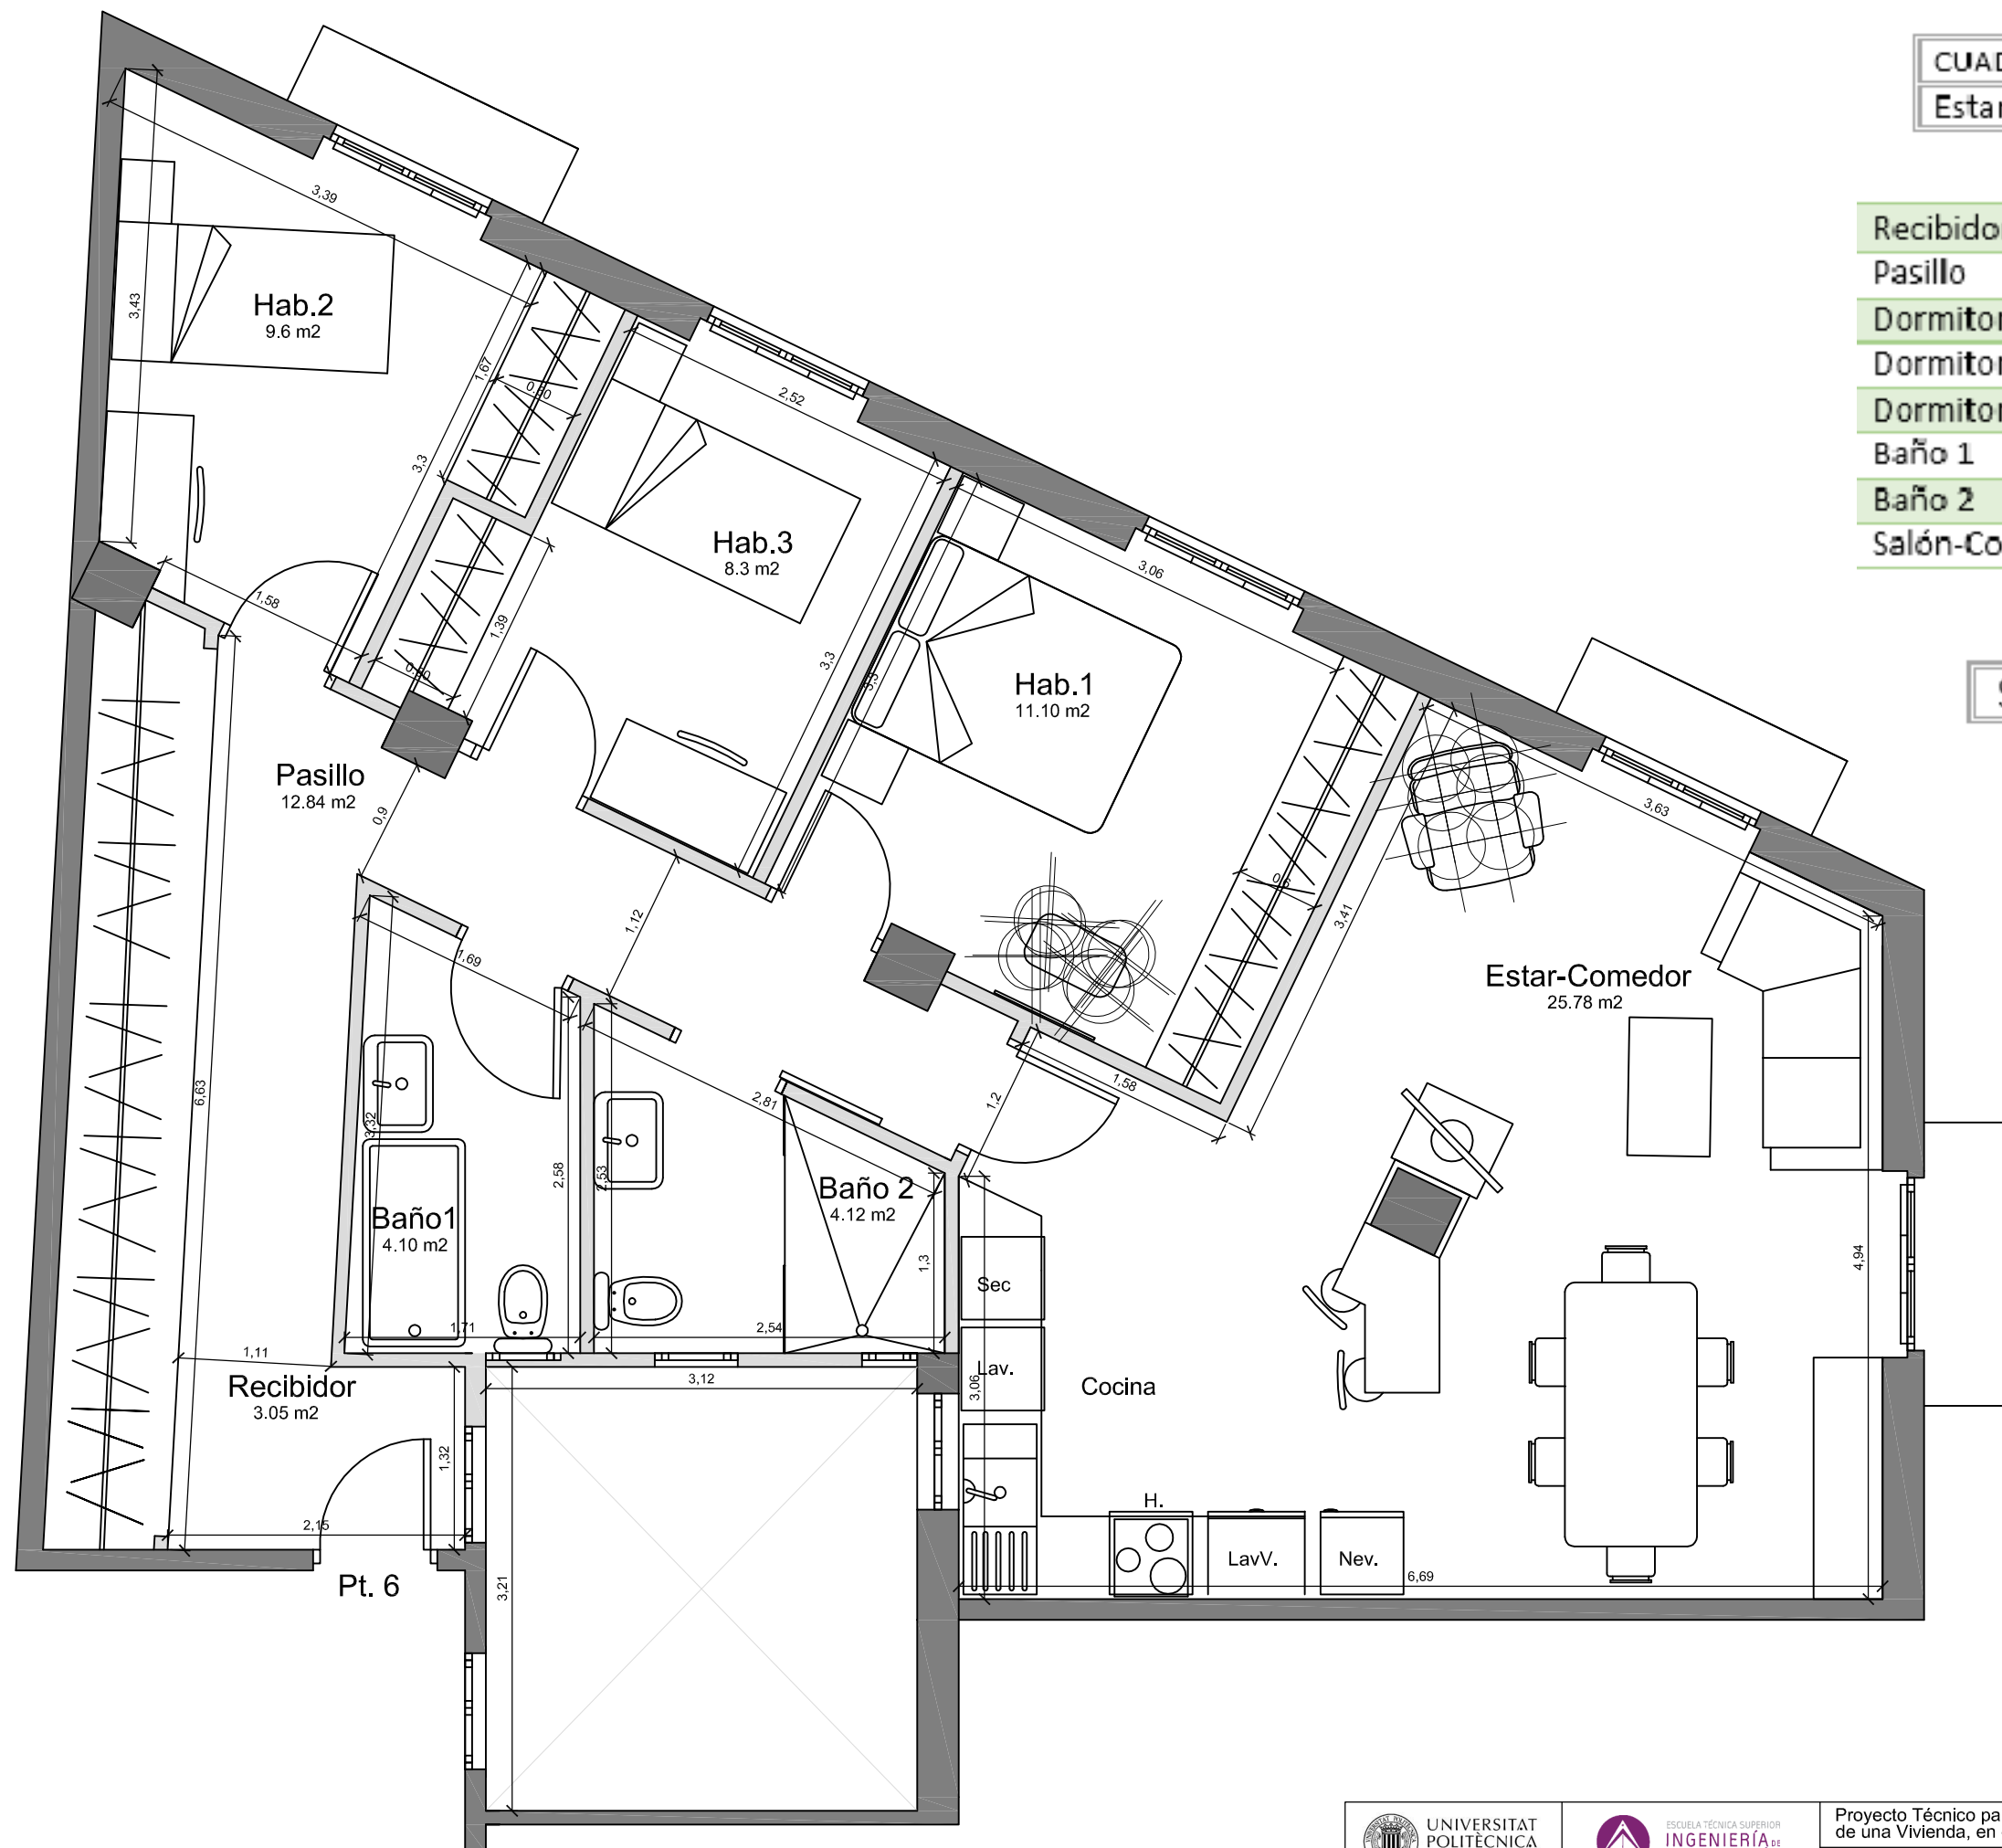 CUAD
Estar
Recibido
Pasillo
Dormitor
Dormitor
Dormitor
Baño 1
Baño 2
Salón-Co
S
3,39
3,43
Hab.2
9.6 m2
1,67
0.60
2,52
3,3
Hab.3
8.3 m2
3,06
1,58
1,39
0.60
3,3
3,3
Hab.1
11.10 m2
Pasillo
12.84 m2
0,9
3,63
0,6
3,41
1,12
1,69
Estar-Comedor
25.78 m2
6,63
3,32
2,81
1,2
1,58
2,58
2,53
Baño 2
4.12 m2
Baño1
4.10 m2
1,3
4,94
Sec
1,71
2,54
1,11
Recibidor
3.05 m2
3,12
Lav.
3,06
Cocina
1,32
H.
2,15
LavV.
Nev.
6,69
Pt. 6
3,21
UNIVERSITAT
POLITÈCNICA
ESCUELA TÉCNICA SUPERIOR
INGENIERÍA DE
Proyecto Técnico pa
de una Vivienda, en